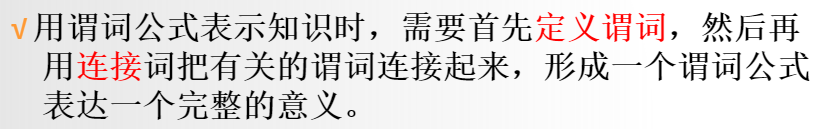 √用谓词公式表示知识时，需要首先定义谓词，然后再
用连接词把有关的谓词连接起来，形成一个谓词公式
表达一个完整的意义。